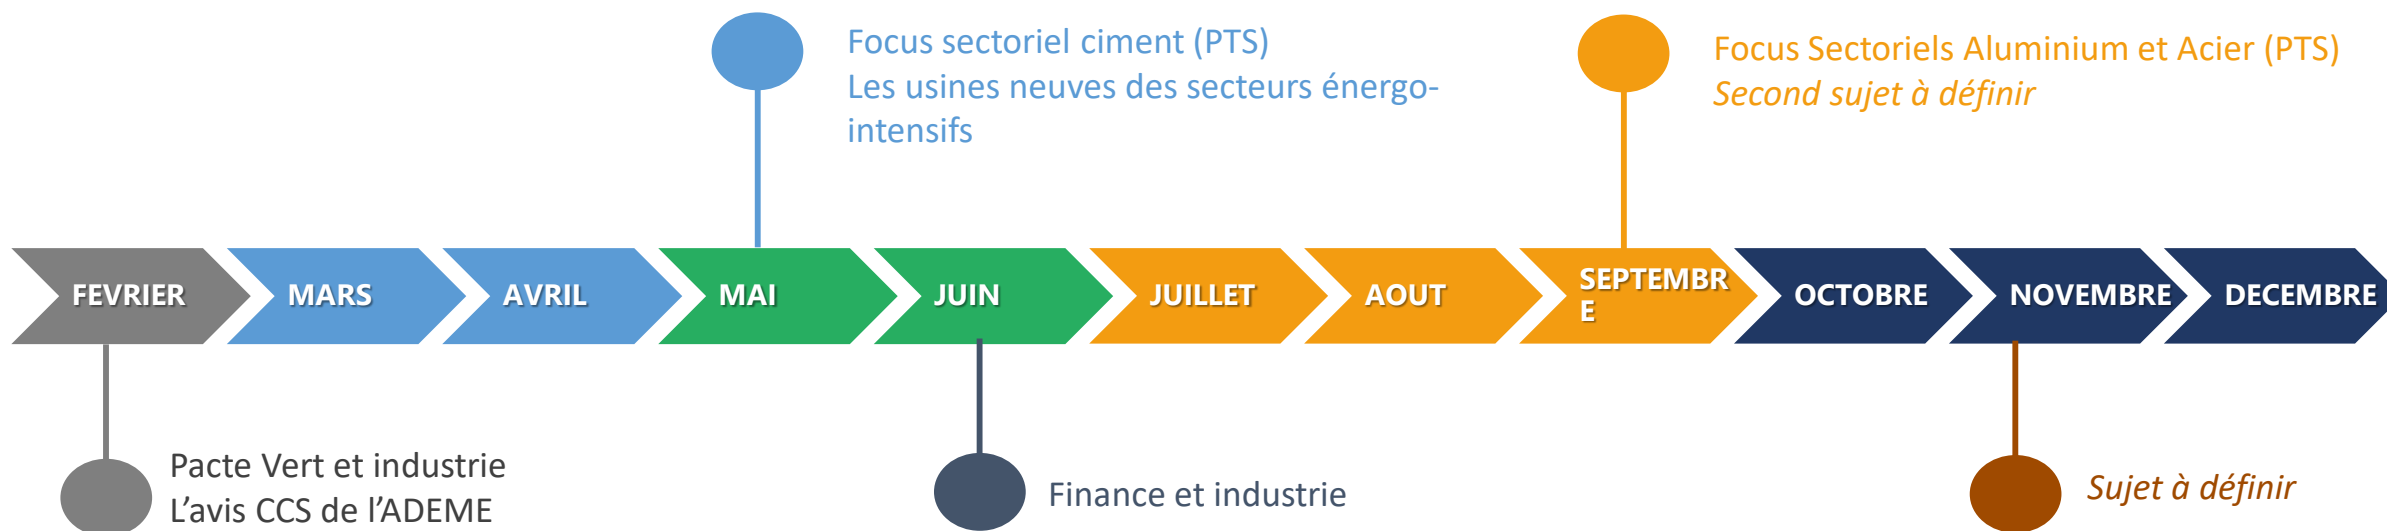 Focus sectoriel ciment (PTS)
Les usines neuves des secteurs énergo-
intensifs
Focus Sectoriels Aluminium et Acier (PTS)
Second sujet à définir
FEVRIER
MARS
AVRIL
MAI
JUIN
JUILLET
AOUT
SEPTEMBR
E
OCTOBRE
NOVEMBRE
DECEMBRE
Pacte Vert et industrie
L’avis CCS de l’ADEME
Finance et industrie
Sujet à définir